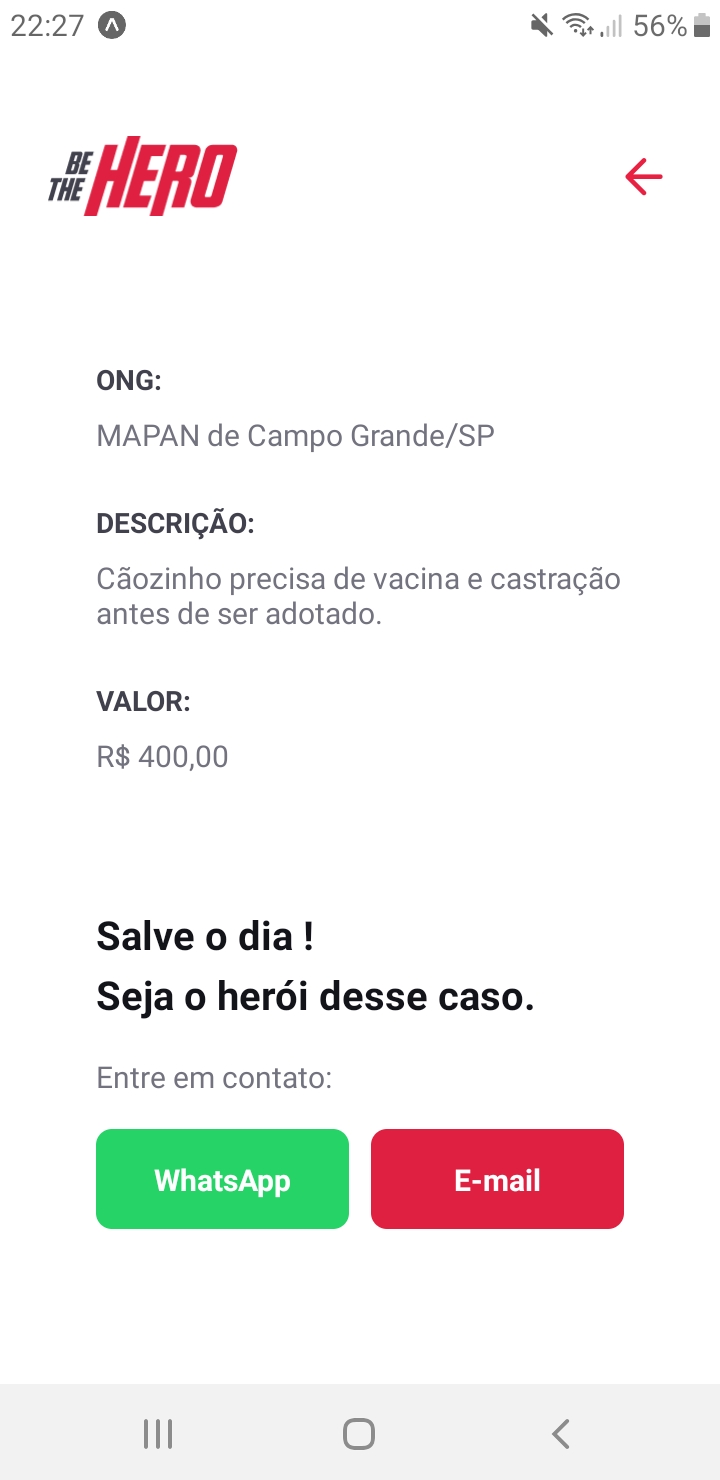 22:27
56%
BE
THE HERO
ONG:
MAPAN de Campo Grande/SP
DESCRIÇÃO:
Cãozinho precisa de vacina e castração
antes de ser adotado.
VALOR:
R$ 400,00
Salve o dia !
Seja o herói desse caso.
Entre em contato:
WhatsApp
E-mail